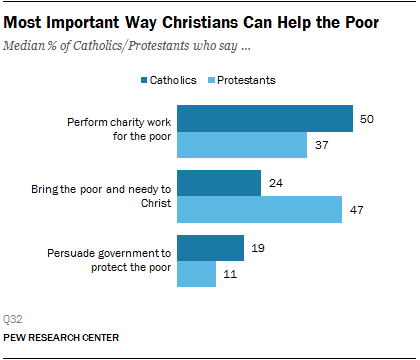 Most Important Way Christians Can Help the Poor
Median % of Catholics/Protestants who say ...
Catholics Protestants
Perform charity work
for the poor
50
37
Bring the poor and needy to
Christ
24
47
Persuade government to
protect the poor
19
11
Q32
PEW RESEARCH CENTER